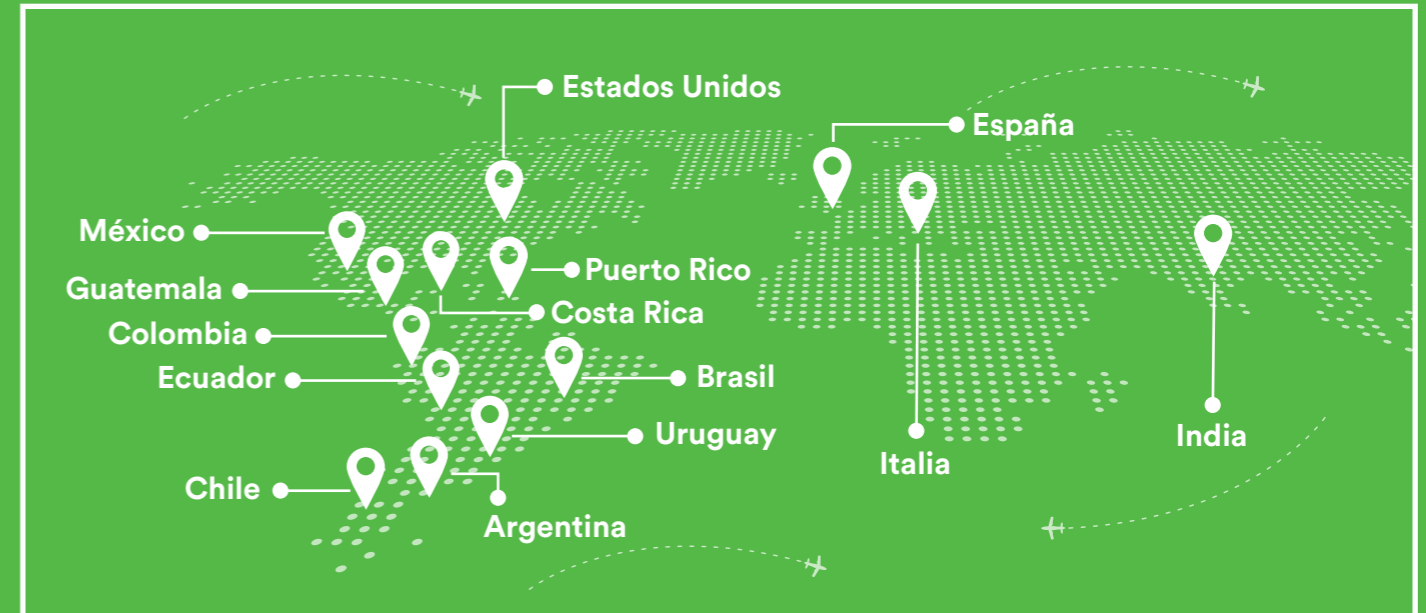 Estados Unidos
España
México
Puerto Rico
Guatemala
Costa Rica
Colombia
Ecuador
Brasil
Uruguay
India
Italia
Chile
Argentina